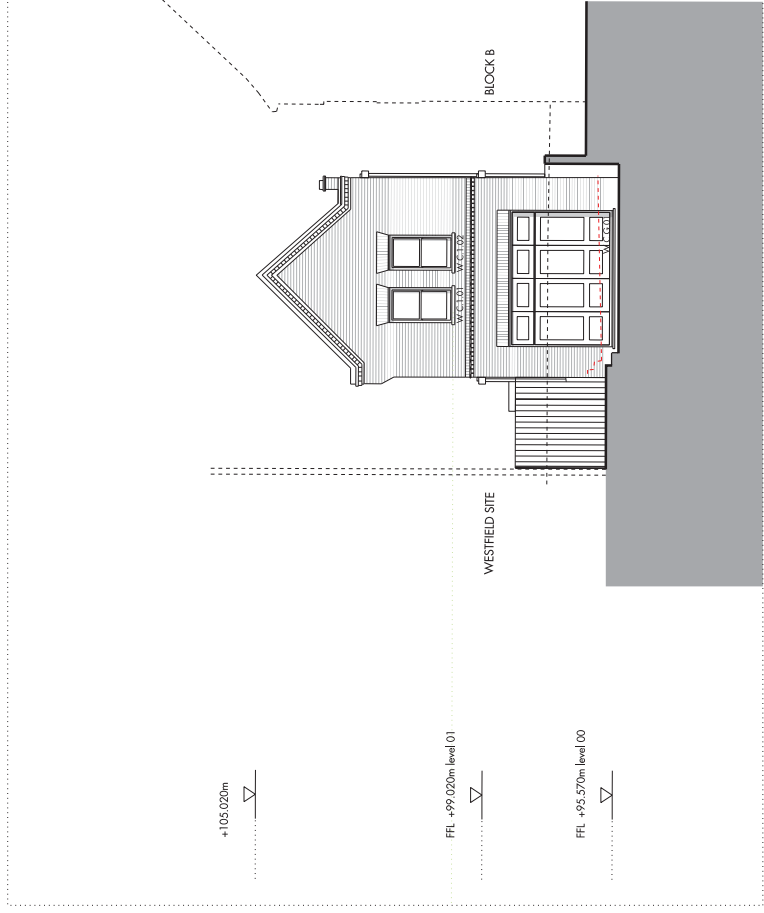 BLOCK B
W C.1.02
W C.1.01
WESTFIELD SITE
+105.020m
FFL +99.020m level 01
FFL +95.570m level 00